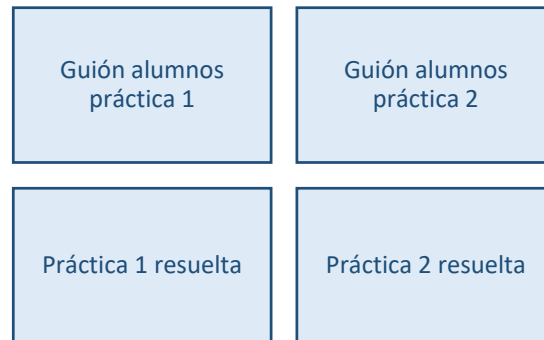 Guión alumnos
práctica 1
Guión alumnos
práctica 2
Práctica 1 resuelta
Práctica 2 resuelta